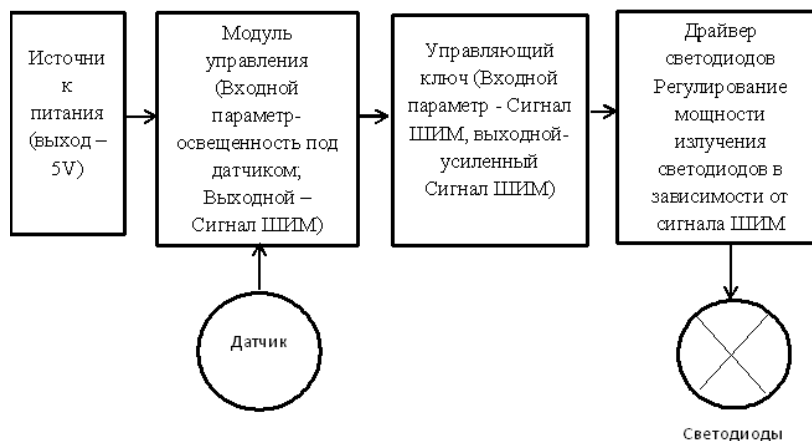 Источни
к
питания
(выход –
5V)
Модуль
управления
(Входной
параметр-
освещенность под
датчиком;
Выходной –
Сигнал ШИМ)
Управляющий
ключ (Входной
параметр - Сигнал
ШИМ, выходной-
усиленный
Сигнал ШИМ)
Драйвер
светодиодов
Регулирование
мощности
излучения
светодиодов в
зависимости от
сигнала ШИМ
Датчик
Светодиоды